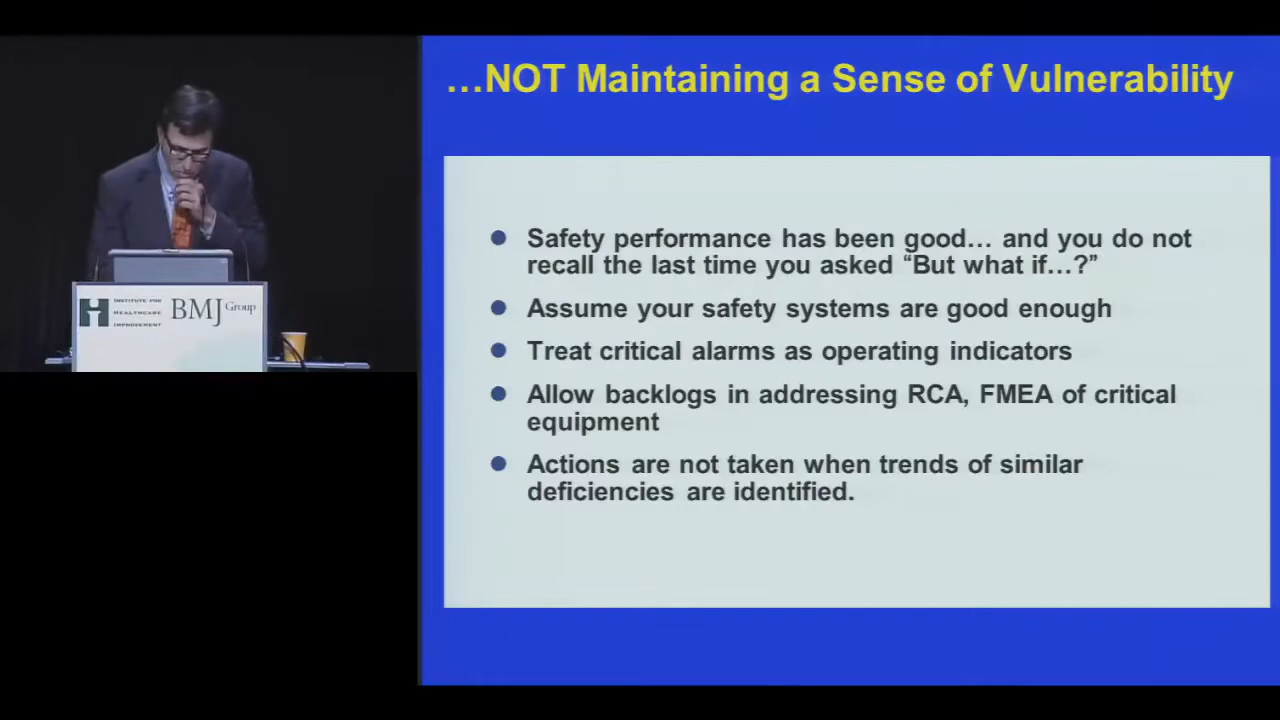 …NOT Maintaining a Sense of Vulnerability
Safety performance has been good… and you do not
recall the last time you asked “But what if…?”
Assume your safety systems are good enough
Treat critical alarms as operating indicators
Allow backlogs in addressing RCA, FMEA of critical
equipment
Actions are not taken when trends of similar
deficiencies are identified.
INSTITUTE FOR
HEALTHCARE
IMPROVEMENT
BMJ Group